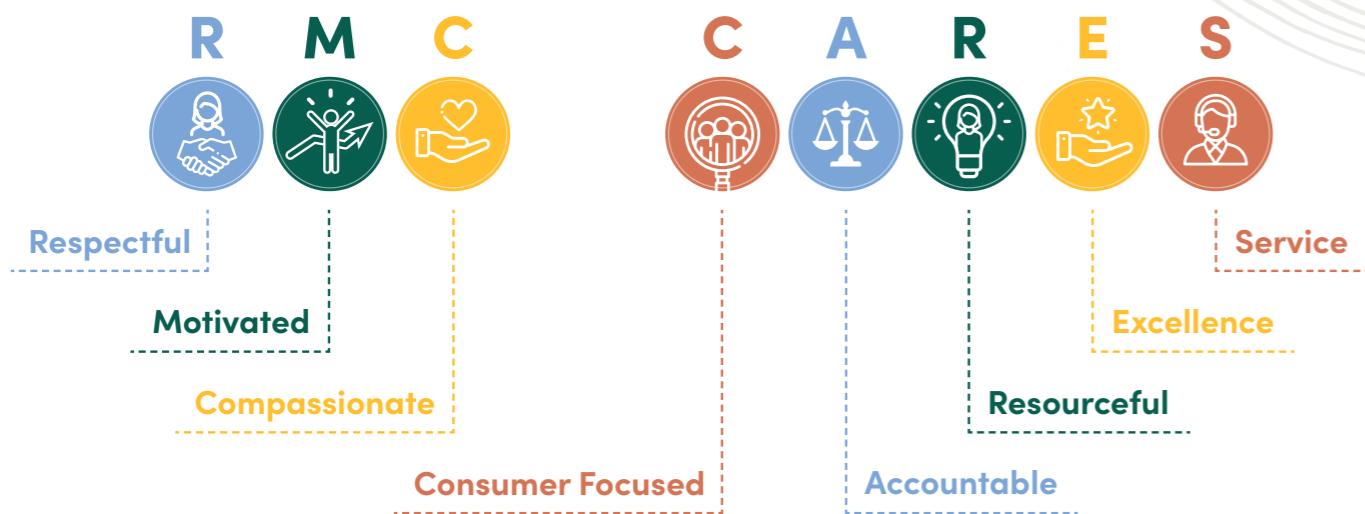 R M C C A R E S
Respectful
Service
Motivated
Excellence
Compassionate
Resourceful
Consumer Focused
Accountable